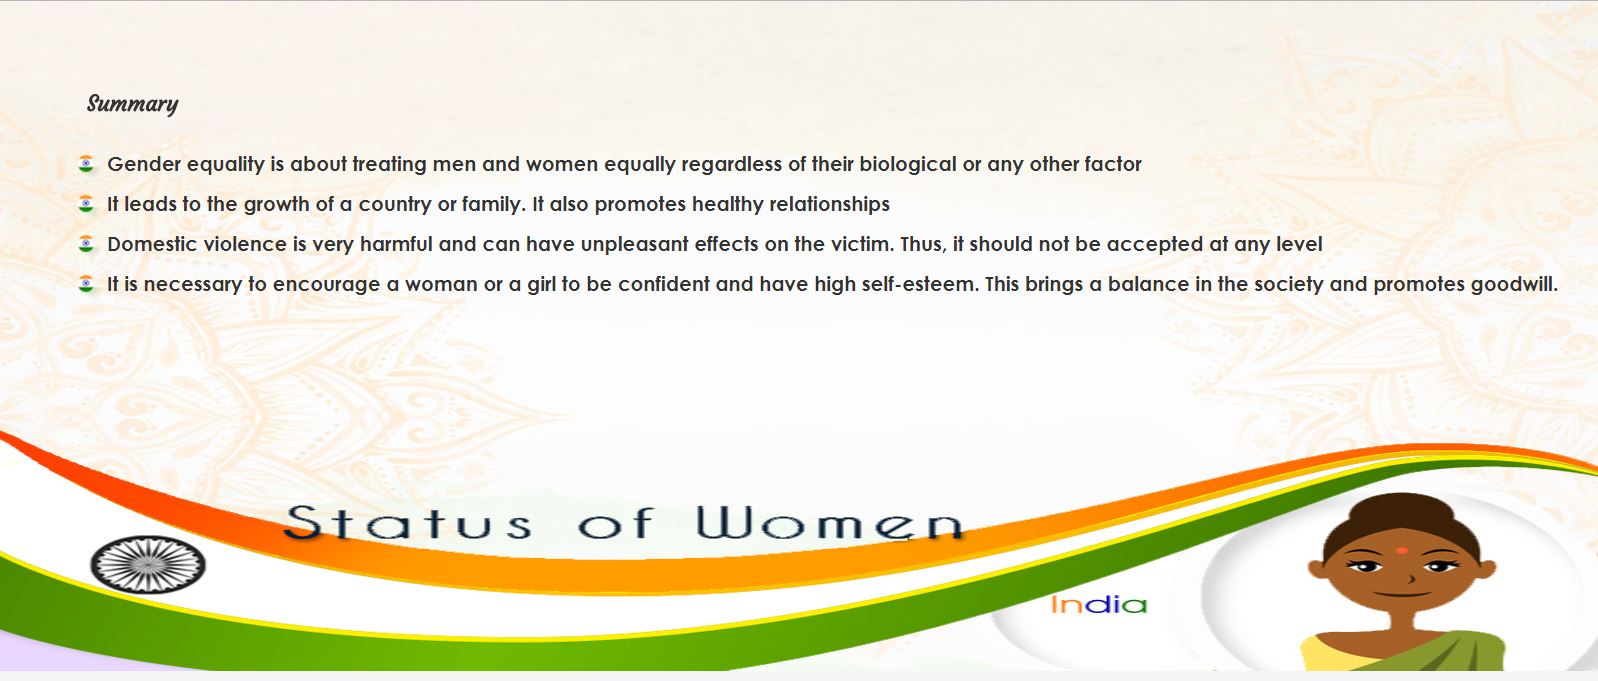 Summary
Gender equality is about treating men and women equally regardless of their biological or any other factor
It leads to the growth of a country or family. It also promotes healthy relationships
Domestic violence is very harmful and can have unpleasant effects on the victim. Thus, it should not be accepted at any level
It is necessary to encourage a woman or a girl to be confident and have high self-esteem. This brings a balance in the society and promotes goodwill.
Status of Women
India